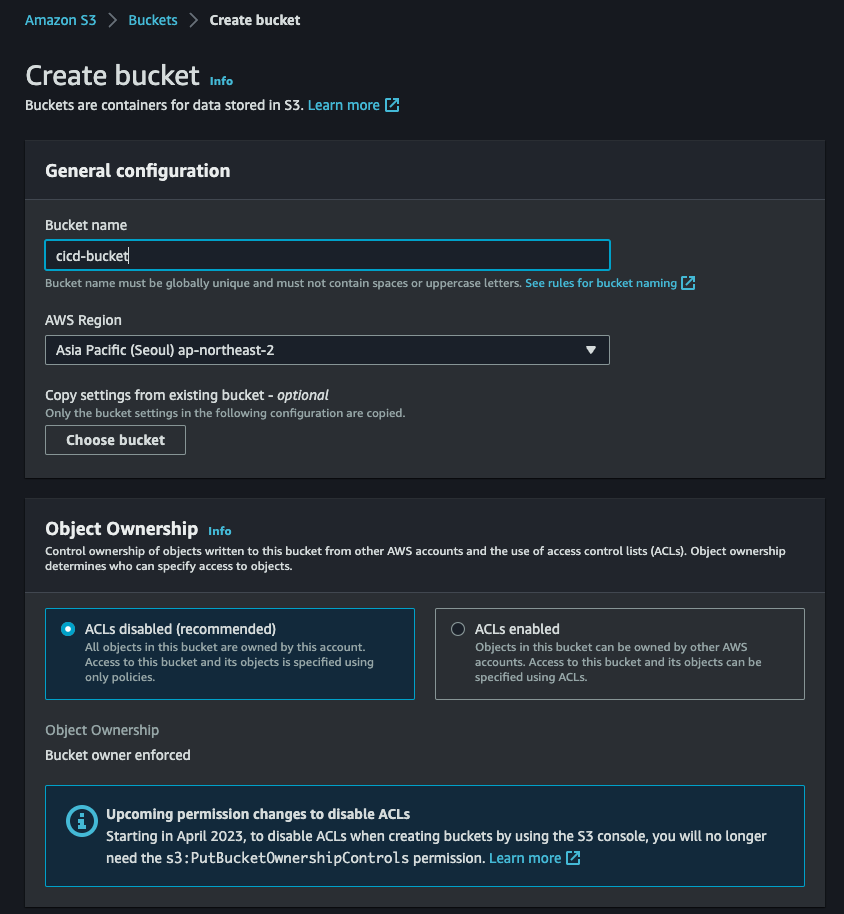 Amazon S3 > Buckets > Create bucket
Create bucket Info
Buckets are containers for data stored in S3. Learn more
General configuration
Bucket name
cicd-bucket
Bucket name must be globally unique and must not contain spaces or uppercase letters. See rules for bucket naming
AWS Region
Asia Pacific (Seoul) ap-northeast-2
Copy settings from existing bucket - optional
Only the bucket settings in the following configuration are copied.
Choose bucket
Object Ownership Info
Control ownership of objects written to this bucket from other AWS accounts and the use of access control lists (ACLs). Object ownership
determines who can specify access to objects.
ACLs disabled (recommended)
All objects in this bucket are owned by this account.
Access to this bucket and its objects is specified using
only policies.
ACLs enabled
Objects in this bucket can be owned by other AWS
accounts. Access to this bucket and its objects can be
specified using ACLs.
Object Ownership
Bucket owner enforced
Upcoming permission changes to disable ACLs
Starting in April 2023, to disable ACLs when creating buckets by using the S3 console, you will no longer
need the s3:PutBucketOwnershipControls permission. Learn more